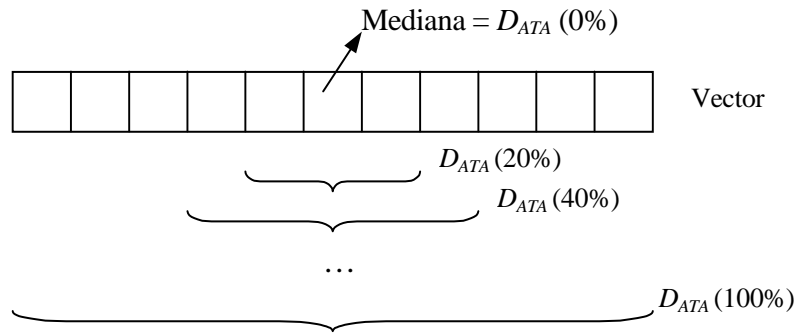 Mediana = D_ATA (0%)
Vector
D_ATA (20%)
D_ATA (40%)
...
D_ATA (100%)